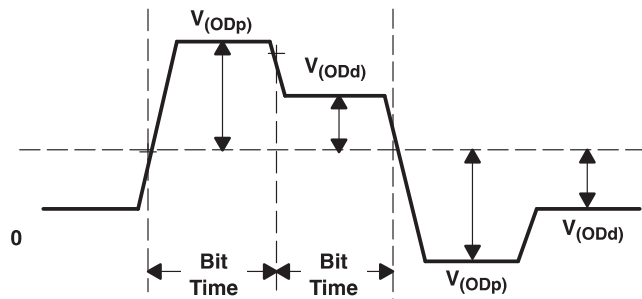 V(ODp)
V(ODd)
0
V(ODd)
V(ODp)
Bit
Time
Bit
Time